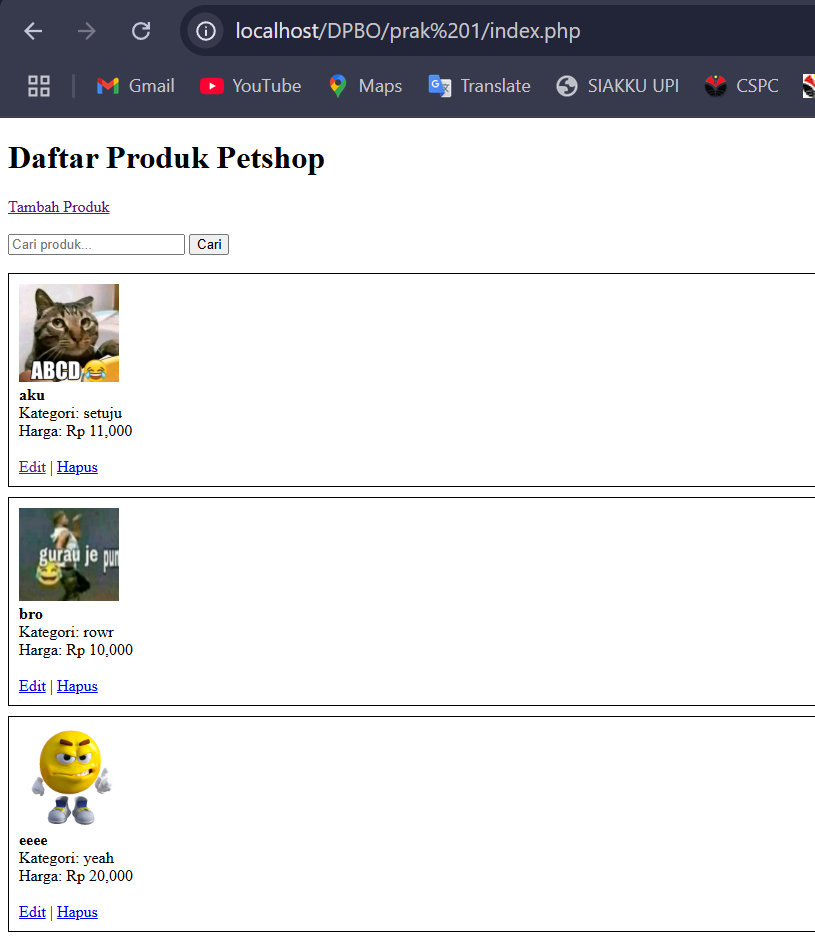 localhost/DPBO/prak%201/index.php
Gmail YouTube Maps Translate SIAKKU UPI CSPC
Daftar Produk Petshop
Tambah Produk
Cari produk... Cari
ABCD
aku
Kategori: setuju
Harga: Rp 11,000
Edit | Hapus
gurau je pun
bro
Kategori: rowr
Harga: Rp 10,000
Edit | Hapus
eeee
Kategori: yeah
Harga: Rp 20,000
Edit | Hapus